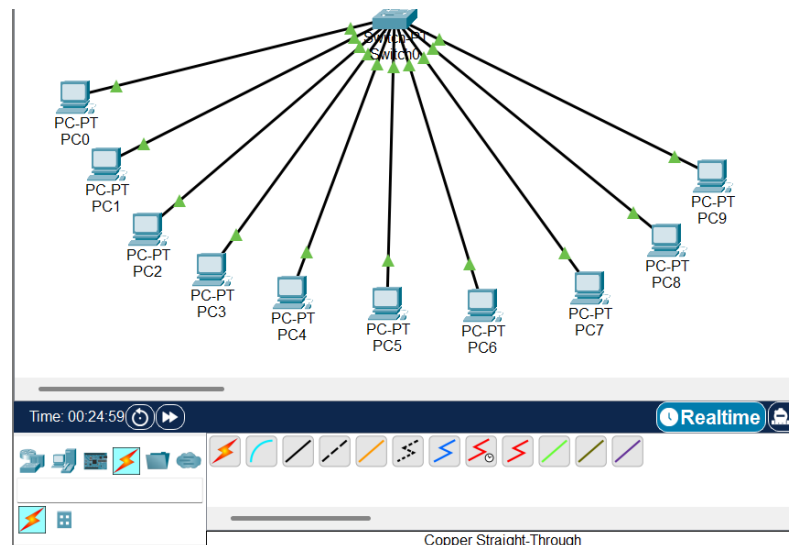 Switch-PT
Switch0
PC-PT
PC0
PC-PT
PC1
PC-PT
PC2
PC-PT
PC3
PC-PT
PC4
PC-PT
PC5
PC-PT
PC6
PC-PT
PC7
PC-PT
PC8
PC-PT
PC9
Time: 00:24:59
Realtime
Copper Straight-Through